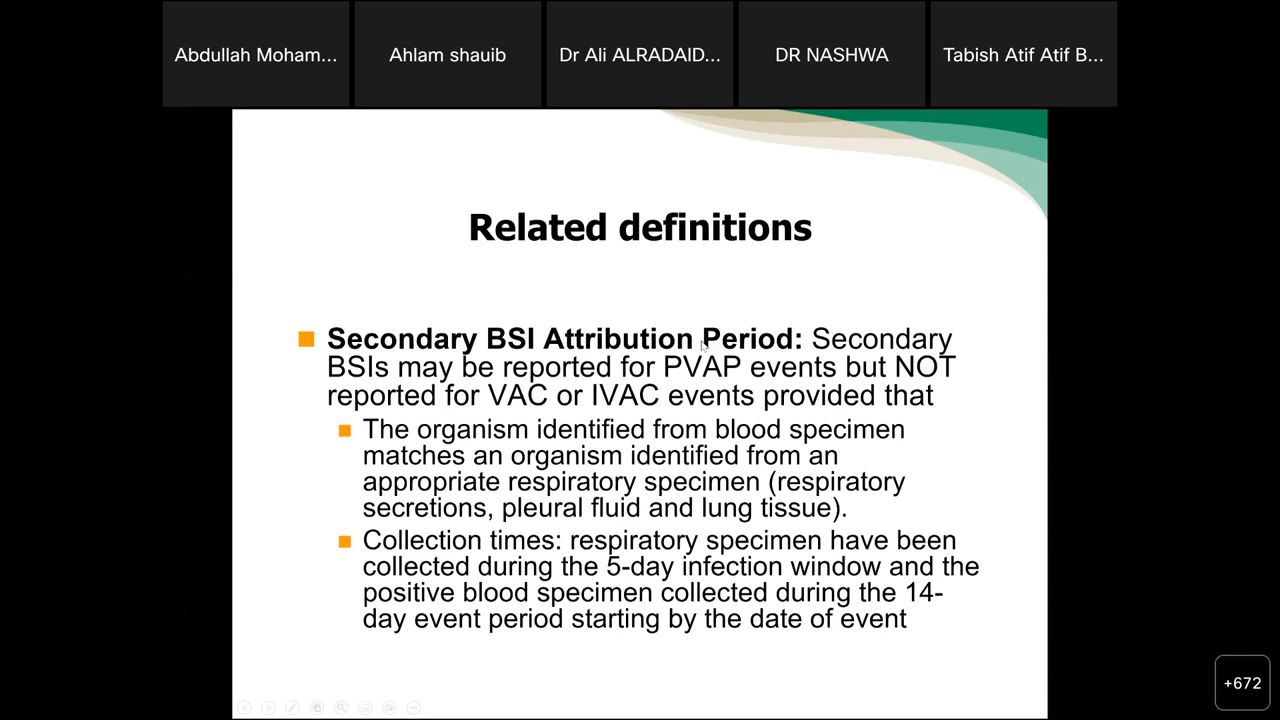 Abdullah Moham...
Ahlam shauib
Dr Ali ALRADAID...
DR NASHWA
Tabish Atif Atif B...
Related definitions
Secondary BSI Attribution Period: Secondary
BSIs may be reported for PVAP events but NOT
reported for VAC or IVAC events provided that
The organism identified from blood specimen
matches an organism identified from an
appropriate respiratory specimen (respiratory
secretions, pleural fluid and lung tissue).
Collection times: respiratory specimen have been
collected during the 5-day infection window and the
positive blood specimen collected during the 14-
day event period starting by the date of event
+672